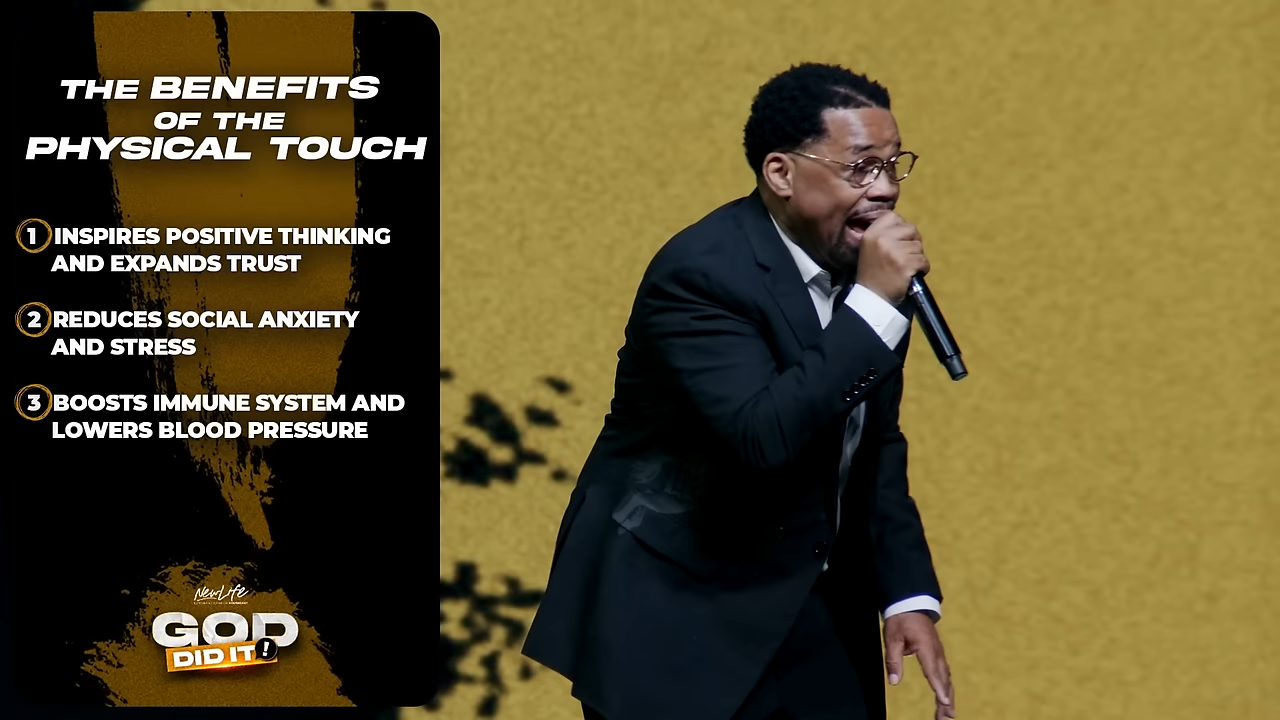 THE BENEFITS
OF THE
PHYSICAL TOUCH
1 INSPIRES POSITIVE THINKING
AND EXPANDS TRUST
2 REDUCES SOCIAL ANXIETY
AND STRESS
3 BOOSTS IMMUNE SYSTEM AND
LOWERS BLOOD PRESSURE
NewLife
GOD
DID IT!